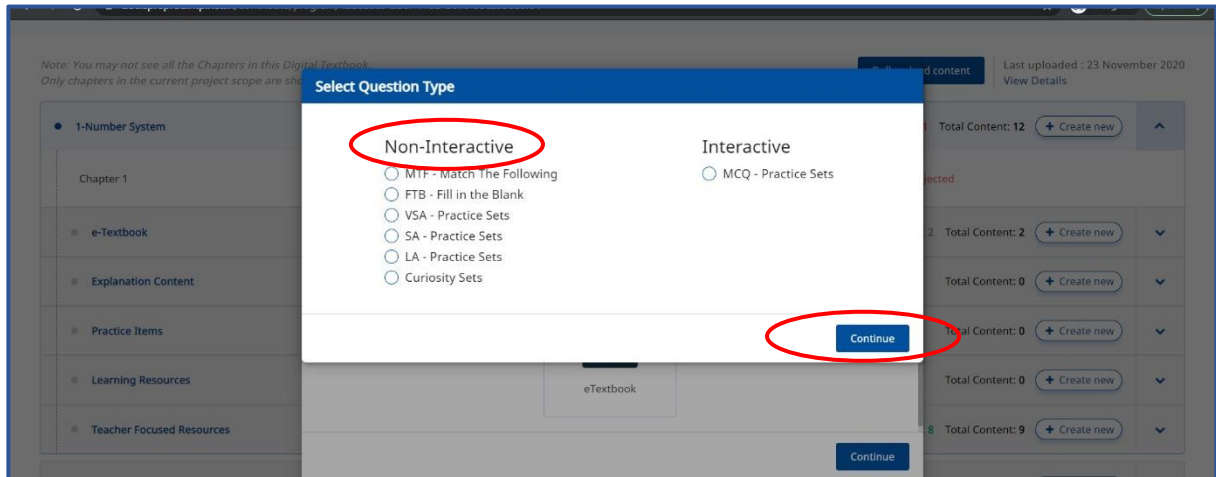 Note: You may not see all the Chapters in this Digital Textbook.
Only chapters in the current project scope are
content
Last uploaded : 23 November 2020
View Details
Select Question Type
1-Number System
Total Content: 12
+ Create new
Chapter 1
Non-Interactive
MTF - Match The Following
FTB - Fill in the Blank
VSA - Practice Sets
SA - Practice Sets
LA - Practice Sets
Curiosity Sets
Interactive
MCQ - Practice Sets
e-Textbook
2 Total Content: 2
+ Create new
Explanation Content
Total Content: 0
+ Create new
Practice Items
Continue
Total Content: 0
+ Create new
Learning Resources
eTextbook
Total Content: 0
+ Create new
Teacher Focused Resources
8 Total Content: 9
+ Create new
Continue